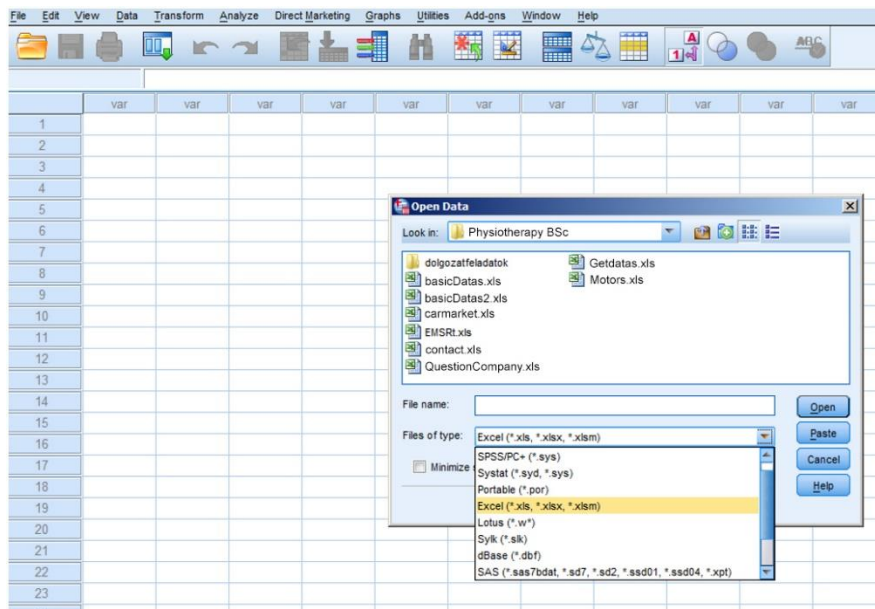 File Edit View Data Transform Analyze Direct Marketing Graphs Utilities Add-ons Window Help
A
1
ABC
var var var var var var var var var var var
1
2
3
4
5
6
7
8
9
10
11
12
13
14
15
16
17
18
19
20
21
22
23
Open Data
Look in: Physiotherapy BSc
dolgozatfeladatok
basicDatas.xls
basicDatas2.xls
carmarket.xls
EMSRt.xls
contact.xls
QuestionCompany.xls
Getdatas.xls
Motors.xls
File name:
Open
Files of type: Excel (*.xls, *.xlsx, *.xlsm)
Paste
Minimize
Cancel
Help
SPSS/PC+ (*.sys)
Systat (*.syd, *.sys)
Portable (*.por)
Excel (*.xls, *.xlsx, *.xlsm)
Lotus (*.w*)
Sylk (*.slk)
dBase (*.dbf)
SAS (*.sas7bdat, *.sd7, *.sd2, *.ssd01, *.ssd04, *.xpt)